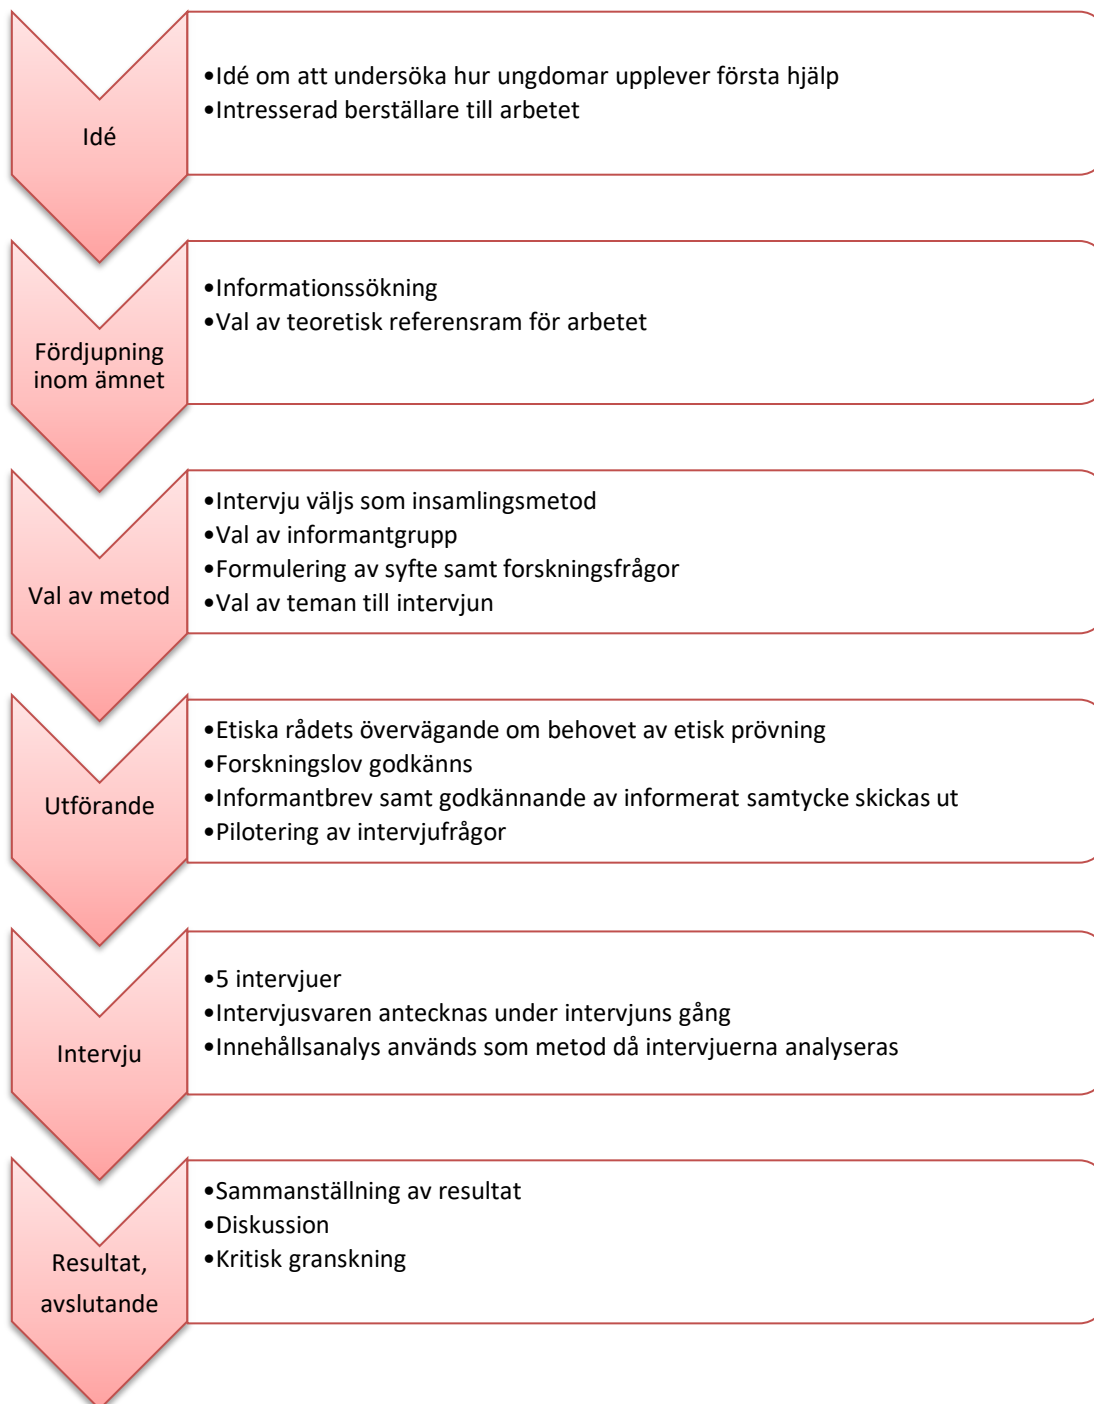 Idé
•Idé om att undersöka hur ungdomar upplever första hjälp
•Intresserad berställare till arbetet
Fördjupning
inom ämnet
•Informationssökning
•Val av teoretisk referensram för arbetet
Val av metod
•Intervju väljs som insamlingsmetod
•Val av informantgrupp
•Formulering av syfte samt forskningsfrågor
•Val av teman till intervjun
Utförande
•Etiska rådets övervägande om behovet av etisk prövning
•Forskningslov godkänns
•Informantbrev samt godkännande av informerat samtycke skickas ut
•Pilotering av intervjufrågor
Intervju
•5 intervjuer
•Intervjusvaren antecknas under intervjuns gång
•Innehållsanalys används som metod då intervjuerna analyseras
Resultat,
avslutande
•Sammanställning av resultat
•Diskussion
•Kritisk granskning